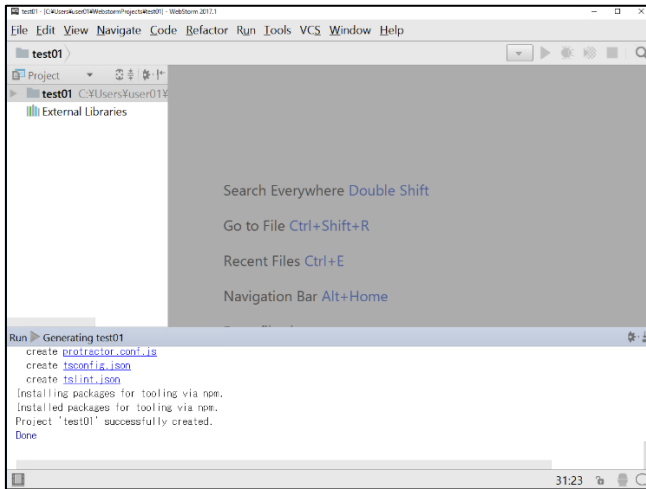 test01 - [C:¥Users¥user01¥WebstormProjects¥test01] - WebStorm 2017.1
File Edit View Navigate Code Refactor Run Tools VCS Window Help
test01
Project
test01 C:¥Users¥user01¥
External Libraries
Search Everywhere Double Shift
Go to File Ctrl+Shift+R
Recent Files Ctrl+E
Navigation Bar Alt+Home
Run Generating test01
create protractor.conf.js
create tsconfig.json
create tslint.json
Installing packages for tooling via npm.
Installed packages for tooling via npm.
Project 'test01' successfully created.
Done
31:23